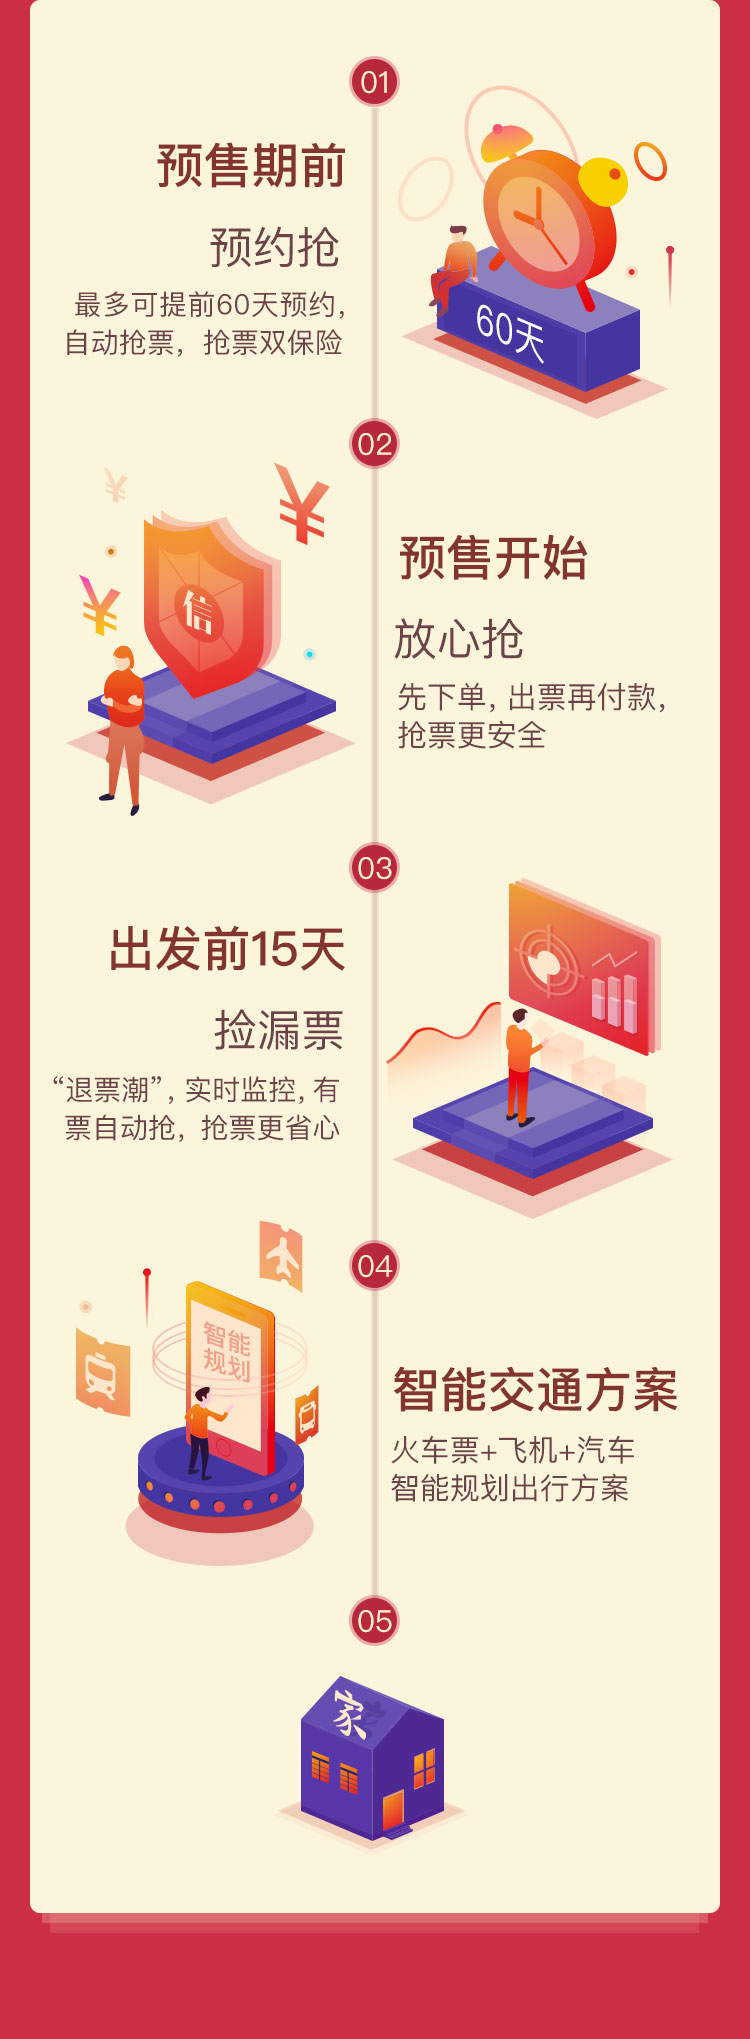 01
预售期前
预约抢
最多可提前60天预约，
自动抢票，抢票双保险
60天
02
¥
¥
¥
信
预售开始
放心抢
先下单，出票再付款，
抢票更安全
03
出发前15天
捡漏票
“退票潮”，实时监控，有
票自动抢，抢票更省心
04
智能
规划
智能交通方案
火车票+飞机+汽车
智能规划出行方案
05
家